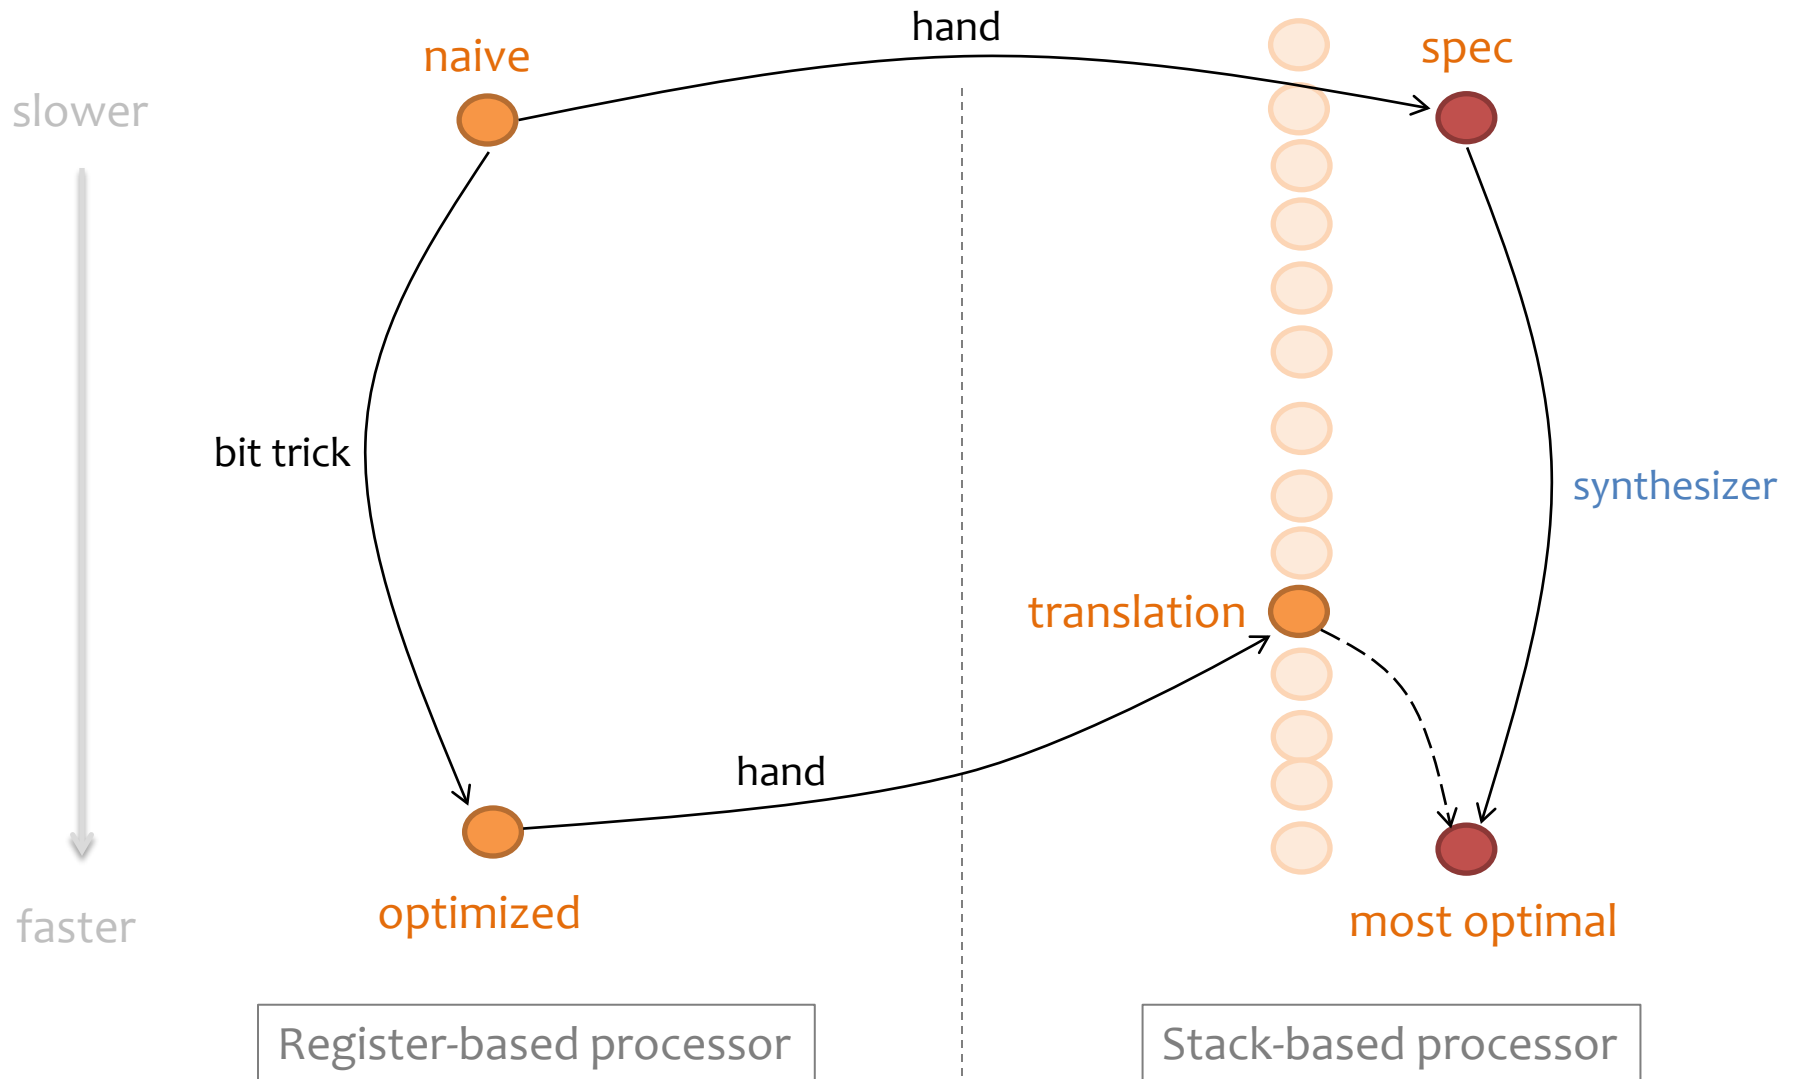 hand
naive
spec
slower
bit trick
synthesizer
translation
hand
optimized
most optimal
faster
Register-based processor
Stack-based processor